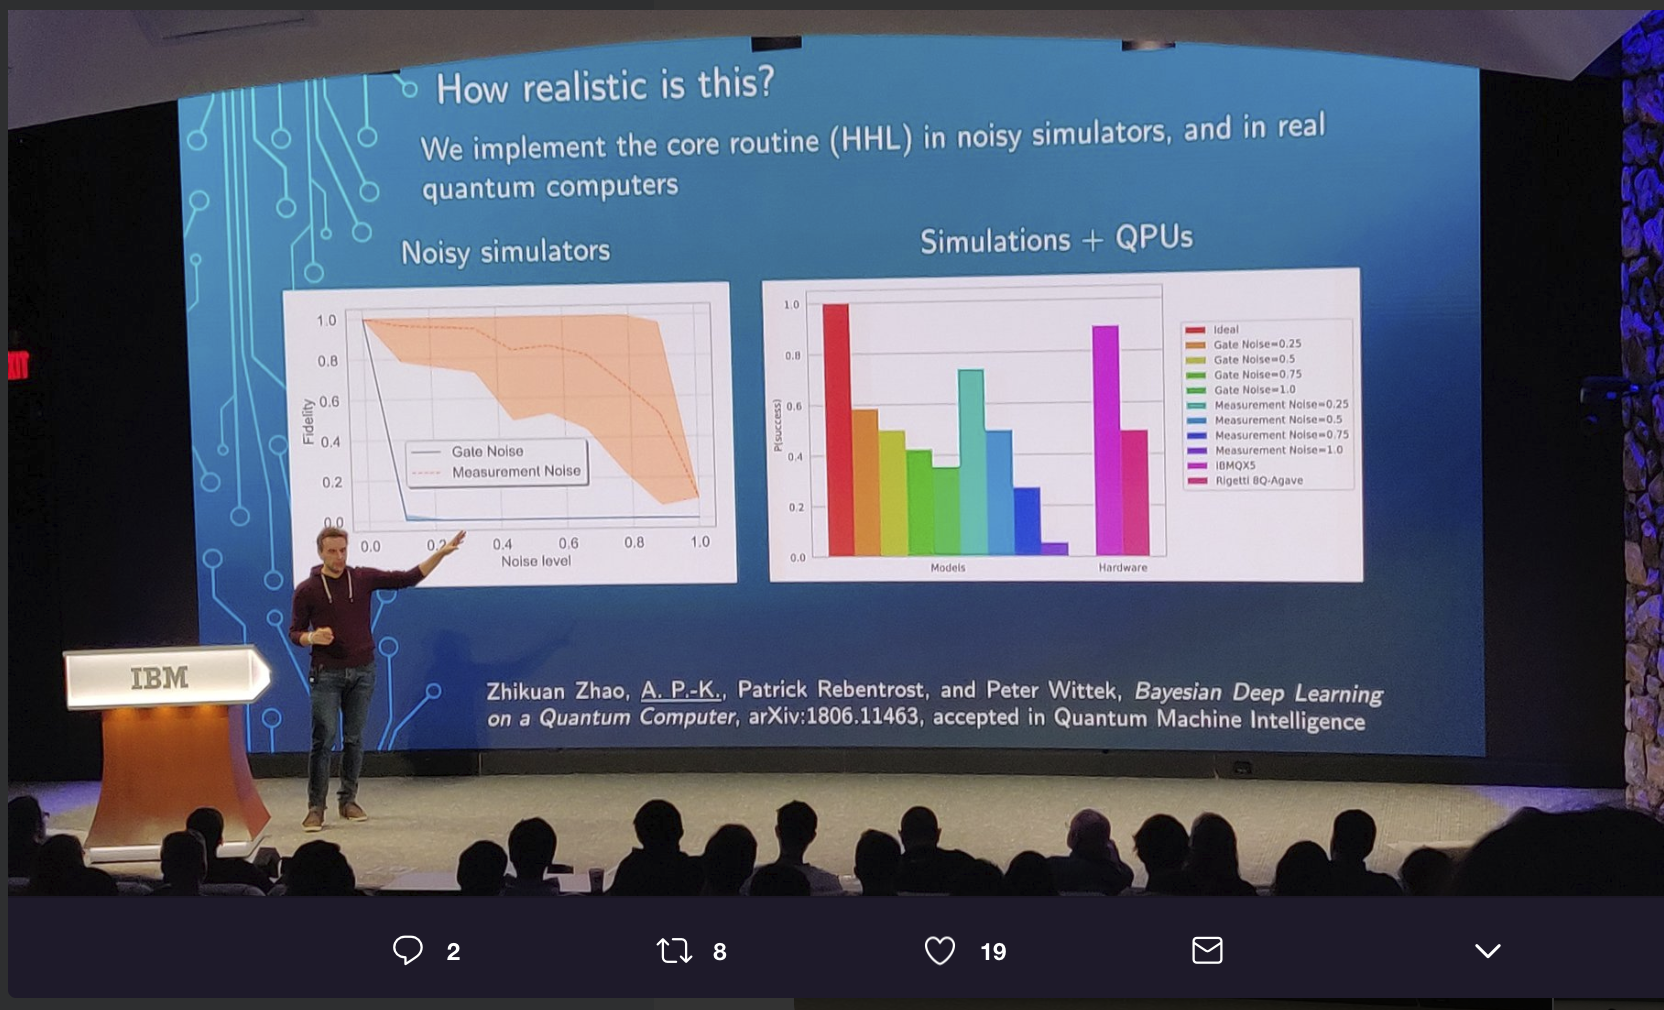 How realistic is this?
We implement the core routine (HHL) in noisy simulators, and in real
quantum computers
Noisy simulators
Simulations + QPUs
1.0
0.8
0.6
0.4
0.2
0.0
Fidelity
Gate Noise
Measurement Noise
0.0
0.2
0.4
0.6
0.8
1.0
Noise level
1.0
0.8
0.6
0.4
0.2
0.0
P(success)
Models
Hardware
Ideal
Gate Noise=0.25
Gate Noise=0.5
Gate Noise=0.75
Gate Noise=1.0
Measurement Noise=0.25
Measurement Noise=0.5
Measurement Noise=0.75
Measurement Noise=1.0
IBMQX5
Rigetti 8Q-Agave
Zhikuan Zhao, A. P.-K., Patrick Rebentrost, and Peter Wittek, Bayesian Deep Learning
on a Quantum Computer, arXiv:1806.11463, accepted in Quantum Machine Intelligence
IBM
2
8
19